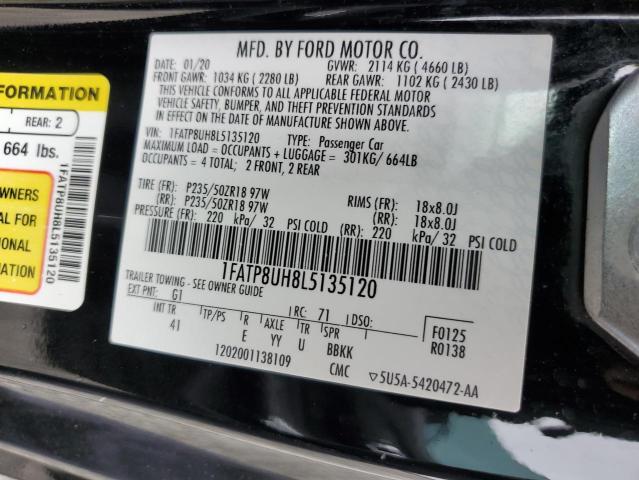 FORMATION
REAR: 2
664 lbs.
1FATP8UH8L5135120
OWNERS
AL FOR
TIONAL
MFD. BY FORD MOTOR CO.
DATE: 01/20 GVWR: 2114 KG ( 4660 LB)
FRONT GAWR: 1034 KG ( 2280 LB) REAR GAWR: 1102 KG ( 2430 LB)
THIS VEHICLE CONFORMS TO ALL APPLICABLE FEDERAL MOTOR
VEHICLE SAFETY, BUMPER, AND THEFT PREVENTION STANDARDS
IN EFFECT ON THE DATE OF MANUFACTURE SHOWN ABOVE.
VIN: 1FATP8UH8L5135120 TYPE: Passenger Car
MAXIMUM LOAD = OCCUPANTS + LUGGAGE = 301KG/ 664LB
OCCUPANTS = 4 TOTAL; 2 FRONT, 2 REAR
TIRE (FR): P235/50ZR18 97W RIMS (FR): 18x8.0J
(RR): P235/50ZR18 97W (RR): 18x8.0J
PRESSURE (FR): 220 kPa/ 32 PSI COLD (RR): 220 kPa/ 32 PSI COLD
1FATP8UH8L5135120
TRAILER TOWING - SEE OWNER GUIDE
EXT PNT: G1 RC: 71 DSO:
INT TR TP/PS R AXLE TR SPR F0125
41 E YY U BBKK R0138
1202001138109 CMC ▽5U5A-5420472-AA